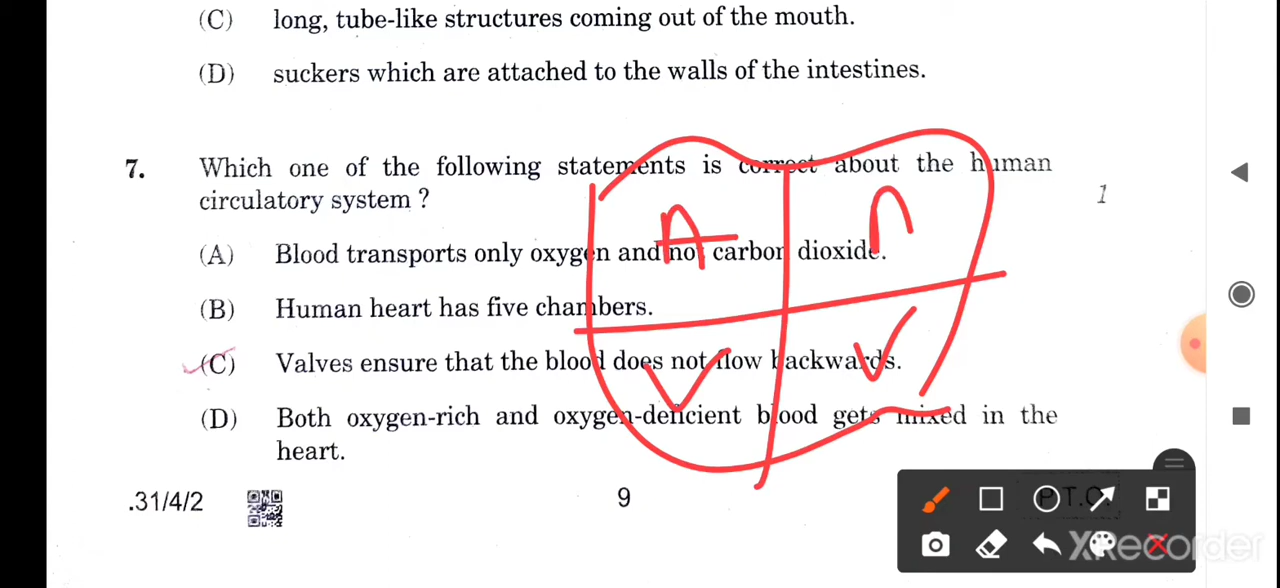 (C) long, tube-like structures coming out of the mouth.
(D) suckers which are attached to the walls of the intestines.
7. Which one of the following statements is correct about the human
circulatory system ? 1
(A) Blood transports only oxygen and not carbon dioxide.
(B) Human heart has five chambers.
(C) Valves ensure that the blood does not flow backwards.
(D) Both oxygen-rich and oxygen-deficient blood gets mixed in the
heart.
A
V V
.31/4/2 9 P.T.O.
XRecorder